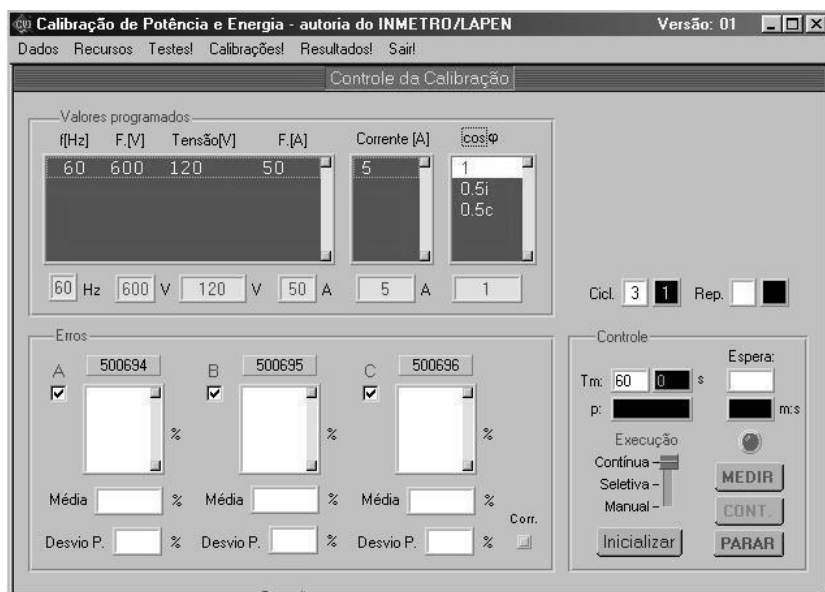 Calibração de Potência e Energia - autoria do INMETRO/LAPEN Versão: 01
Dados Recursos Testes! Calibrações! Resultados! Sair!
Controle da Calibração
Valores programados
f[Hz] F.[V] Tensão[V] F.[A] Corrente [A] cosφ
60 600 120 50 5 1
0.5i
0.5c
60 Hz 600 V 120 V 50 A 5 A 1
Cicl. 3 1 Rep.
Erros
A 500694 B 500695 C 500696
% % %
Média % Média % Média %
Corr.
Desvio P. % Desvio P. % Desvio P. %
Controle
Espera:
Tm: 60 0 s
p: m:s
Execução
Contínua
Seletiva
Manual
MEDIR
CONT.
Inicializar PARAR